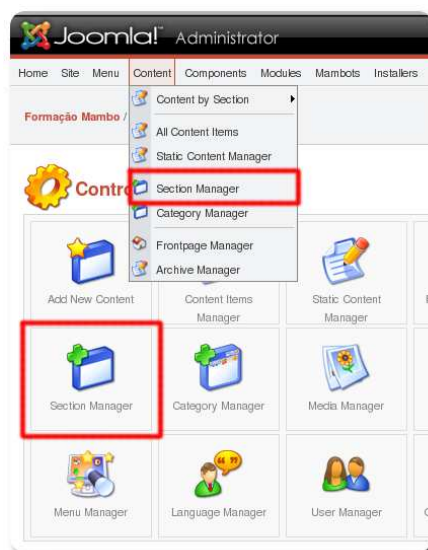 Joomla!™ Administrator
Home Site Menu Content Components Modules Mambots Installers
Content by Section
Formação Mambo /
All Content Items
Static Content Manager
Contro
Section Manager
Category Manager
Frontpage Manager
Archive Manager
Add New Content
Content Items
Manager
Static Content
Manager
Section Manager
Category Manager
Media Manager
Menu Manager
Language Manager
User Manager